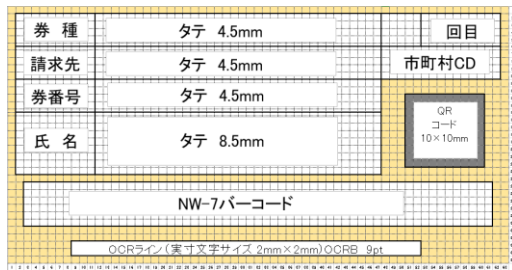 券 種 タテ 4.5mm 回目
請求先 タテ 4.5mm 市町村CD
券番号 タテ 4.5mm
QR
コード
10×10mm
氏 名 タテ 8.5mm
NW-7バーコード
OCRライン(実寸文字サイズ 2mm×2mm)OCRB 9pt